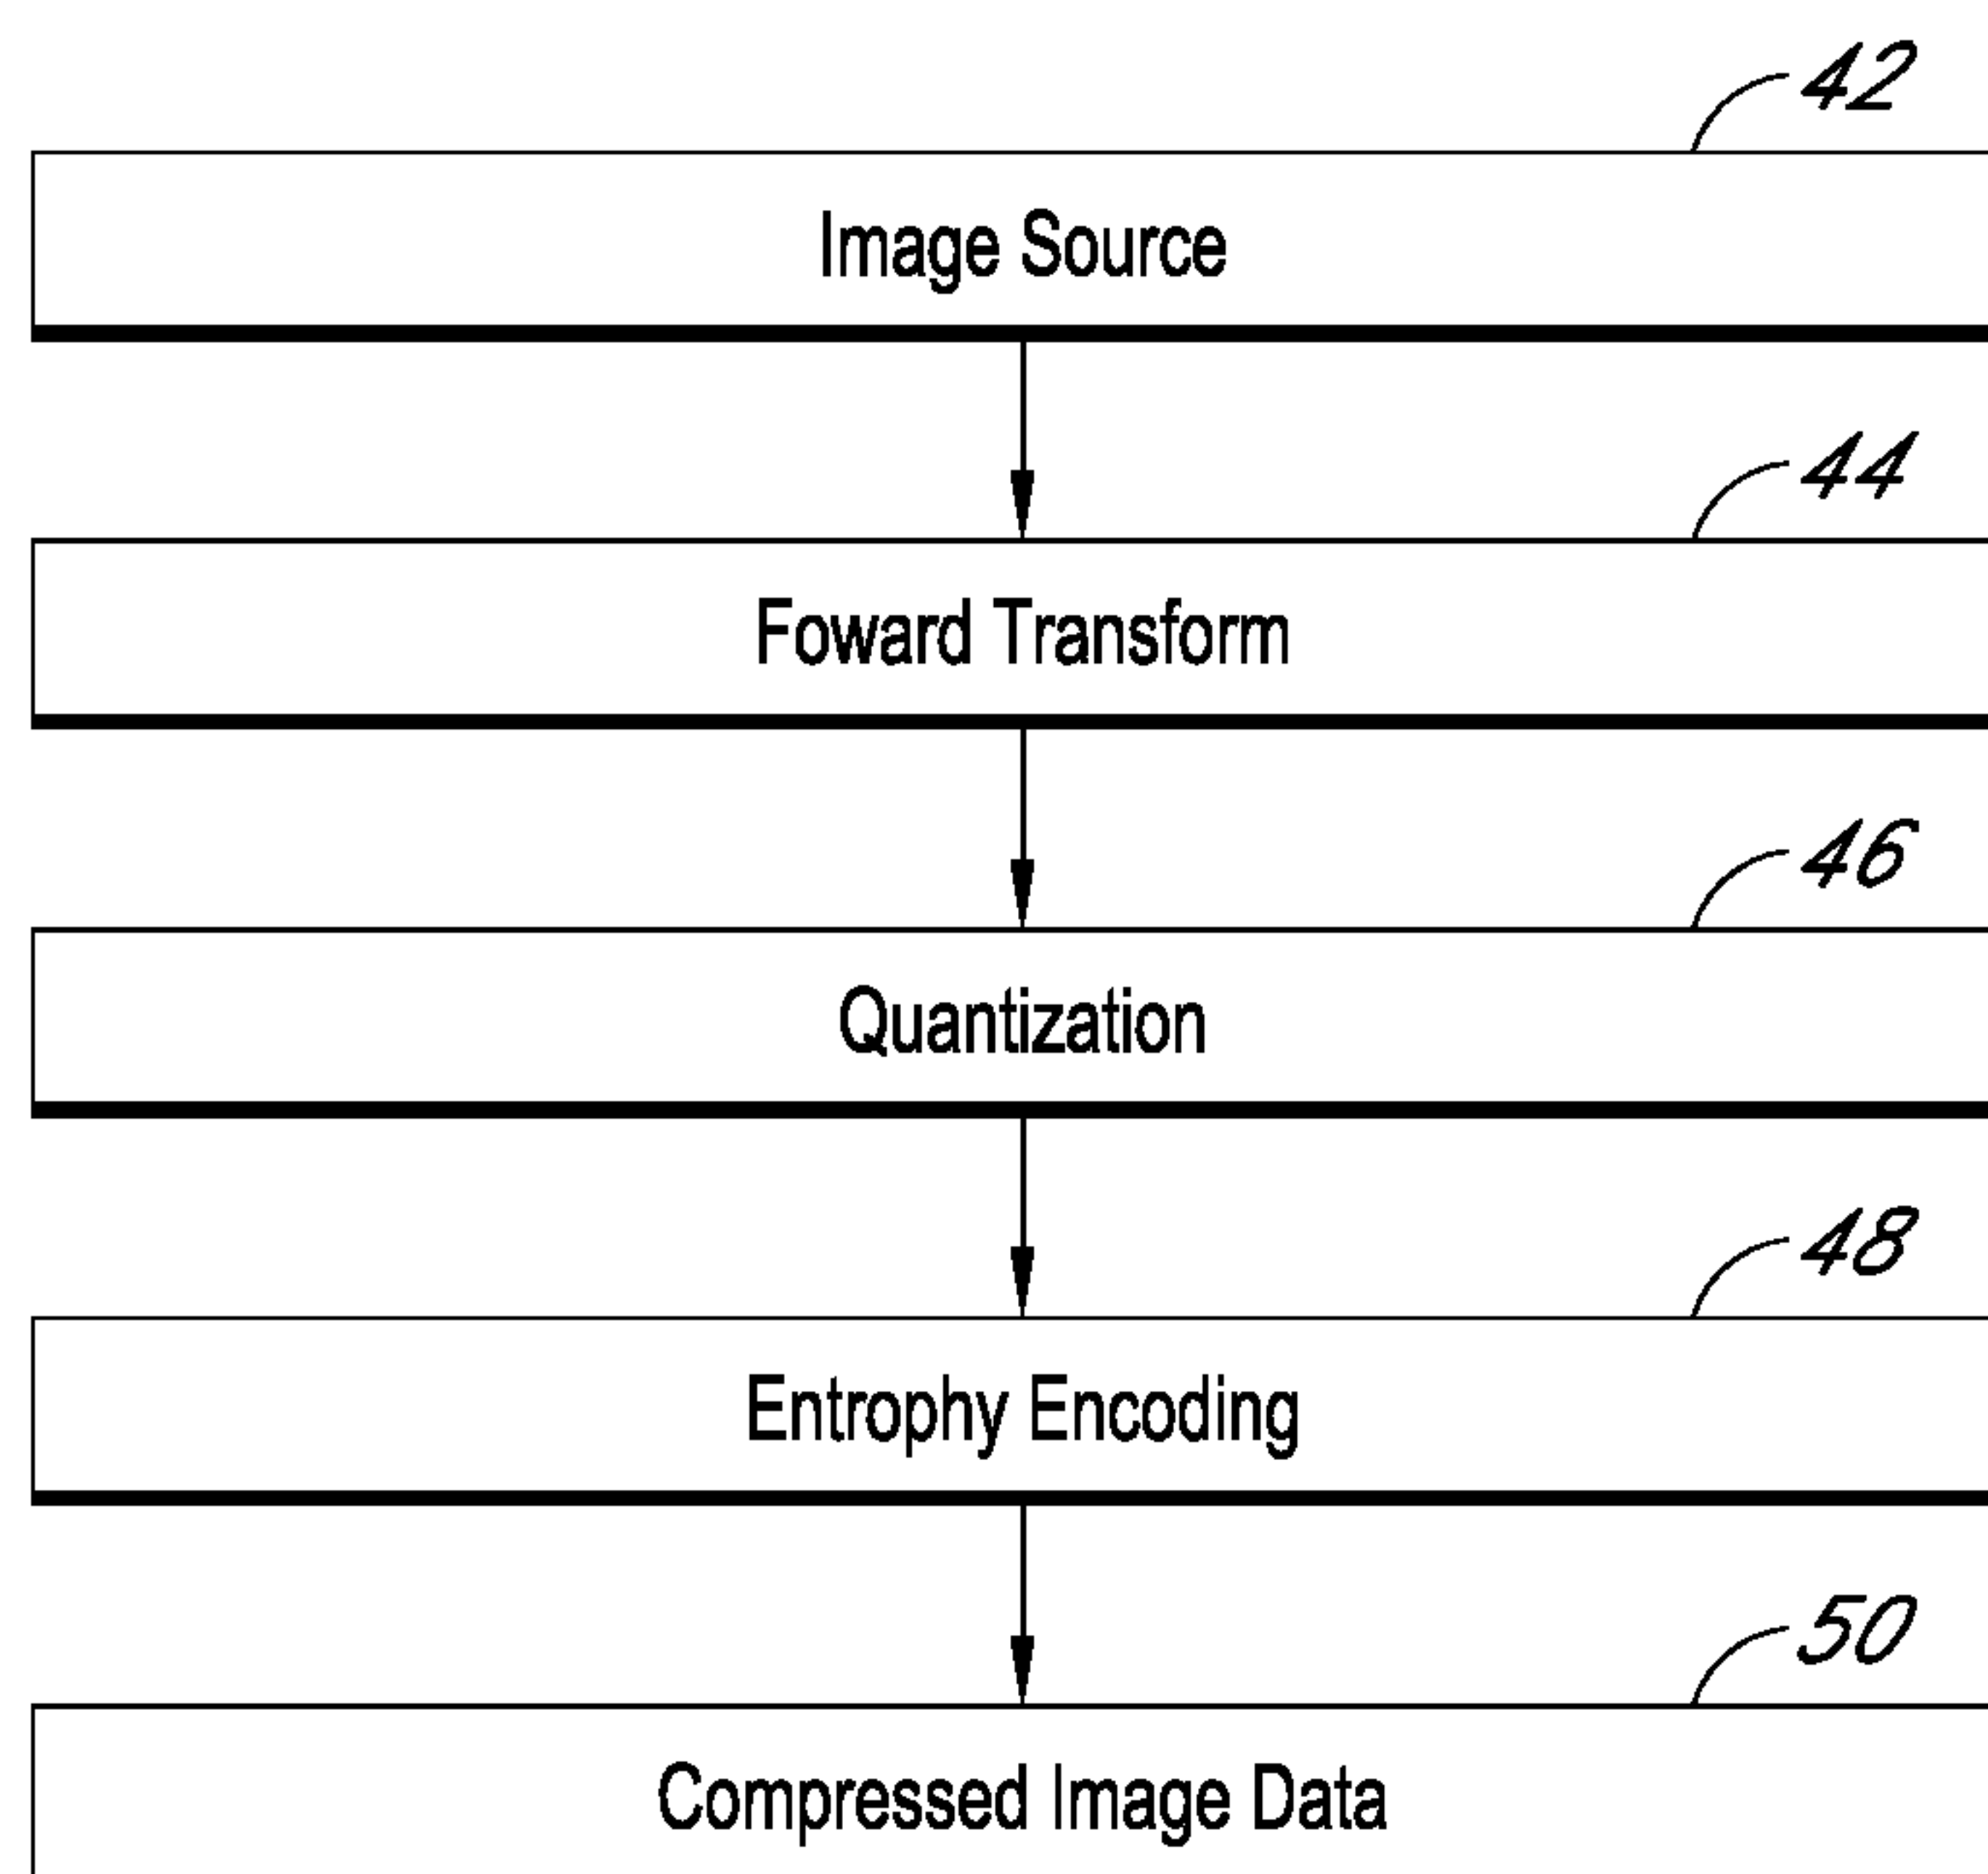 42
Image Source
44
Foward Transform
46
Quantization
48
Entrophy Encoding
50
Compressed Image Data